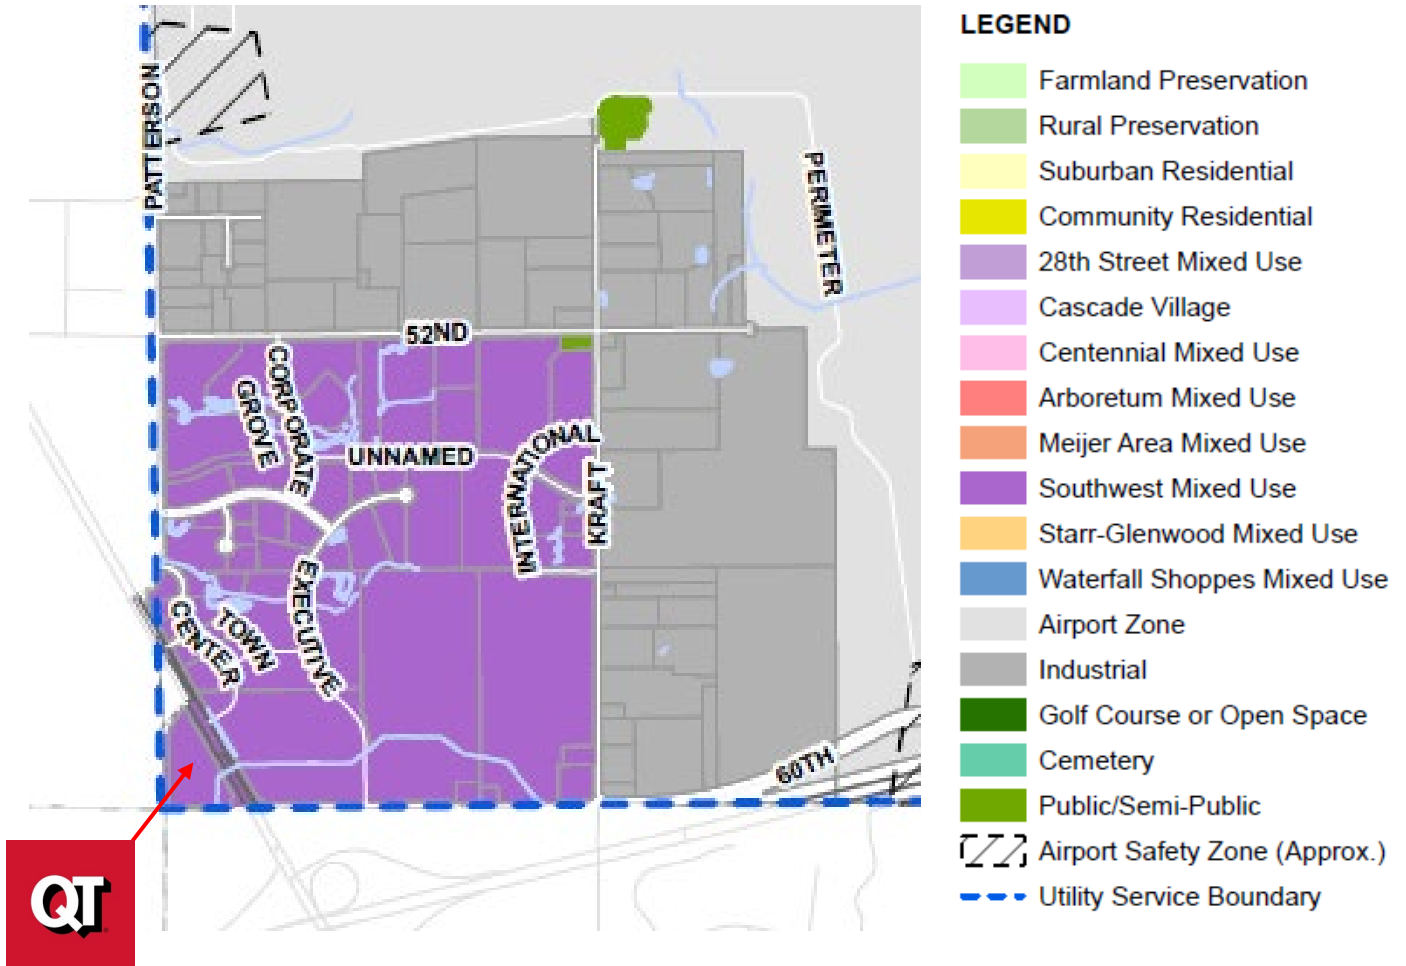 PATTERSON
PERIMETER
52ND
CORPORATE
GROVE
UNNAMED
INTERNATIONAL
KRAFT
EXECUTIVE
TOWN
CENTER
60TH
QT
LEGEND
Farmland Preservation
Rural Preservation
Suburban Residential
Community Residential
28th Street Mixed Use
Cascade Village
Centennial Mixed Use
Arboretum Mixed Use
Meijer Area Mixed Use
Southwest Mixed Use
Starr-Glenwood Mixed Use
Waterfall Shoppes Mixed Use
Airport Zone
Industrial
Golf Course or Open Space
Cemetery
Public/Semi-Public
Airport Safety Zone (Approx.)
Utility Service Boundary